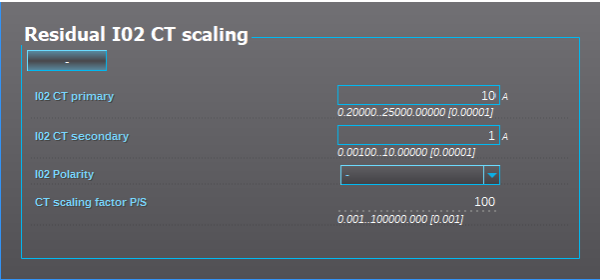 Residual I02 CT scaling
-
I02 CT primary 10 A
0.20000..25000.00000 [0.00001]
I02 CT secondary 1 A
0.00100..10.00000 [0.00001]
I02 Polarity -
CT scaling factor P/S 100
0.001..100000.000 [0.001]